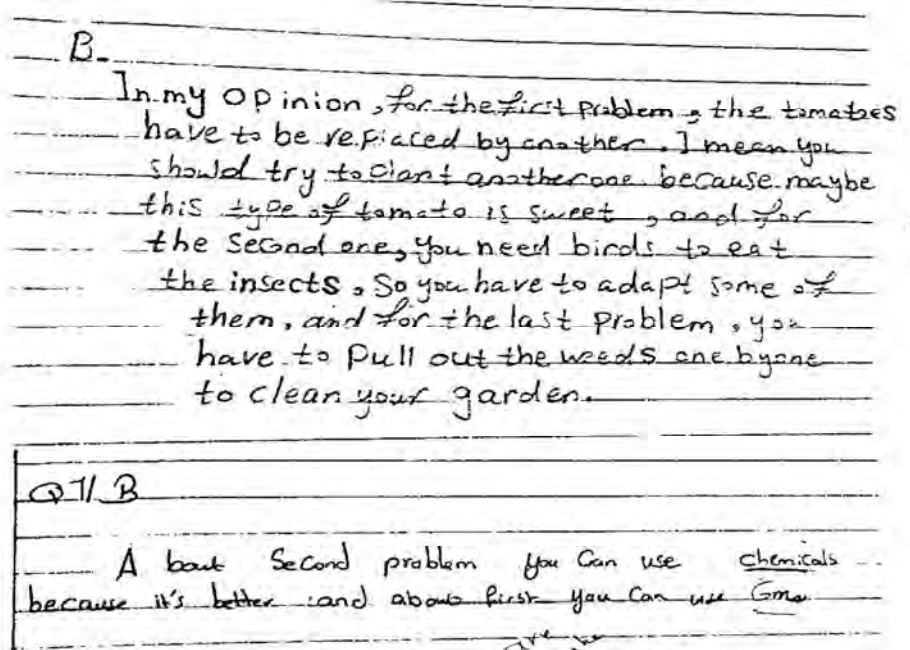 B-
In my opinion, for the first problem, the tomatoes
have to be replaced by another. I mean you
should try to plant another one because maybe
this type of tomato is sweet, and for
the second one, you need birds to eat
the insects, So you have to adapt some of
them, and for the last problem, you
have to pull out the weeds one by one
to clean your garden.
Q7/ B
A bout Second problem you Can use chemicals
because it's better and about first you Can use Gmo